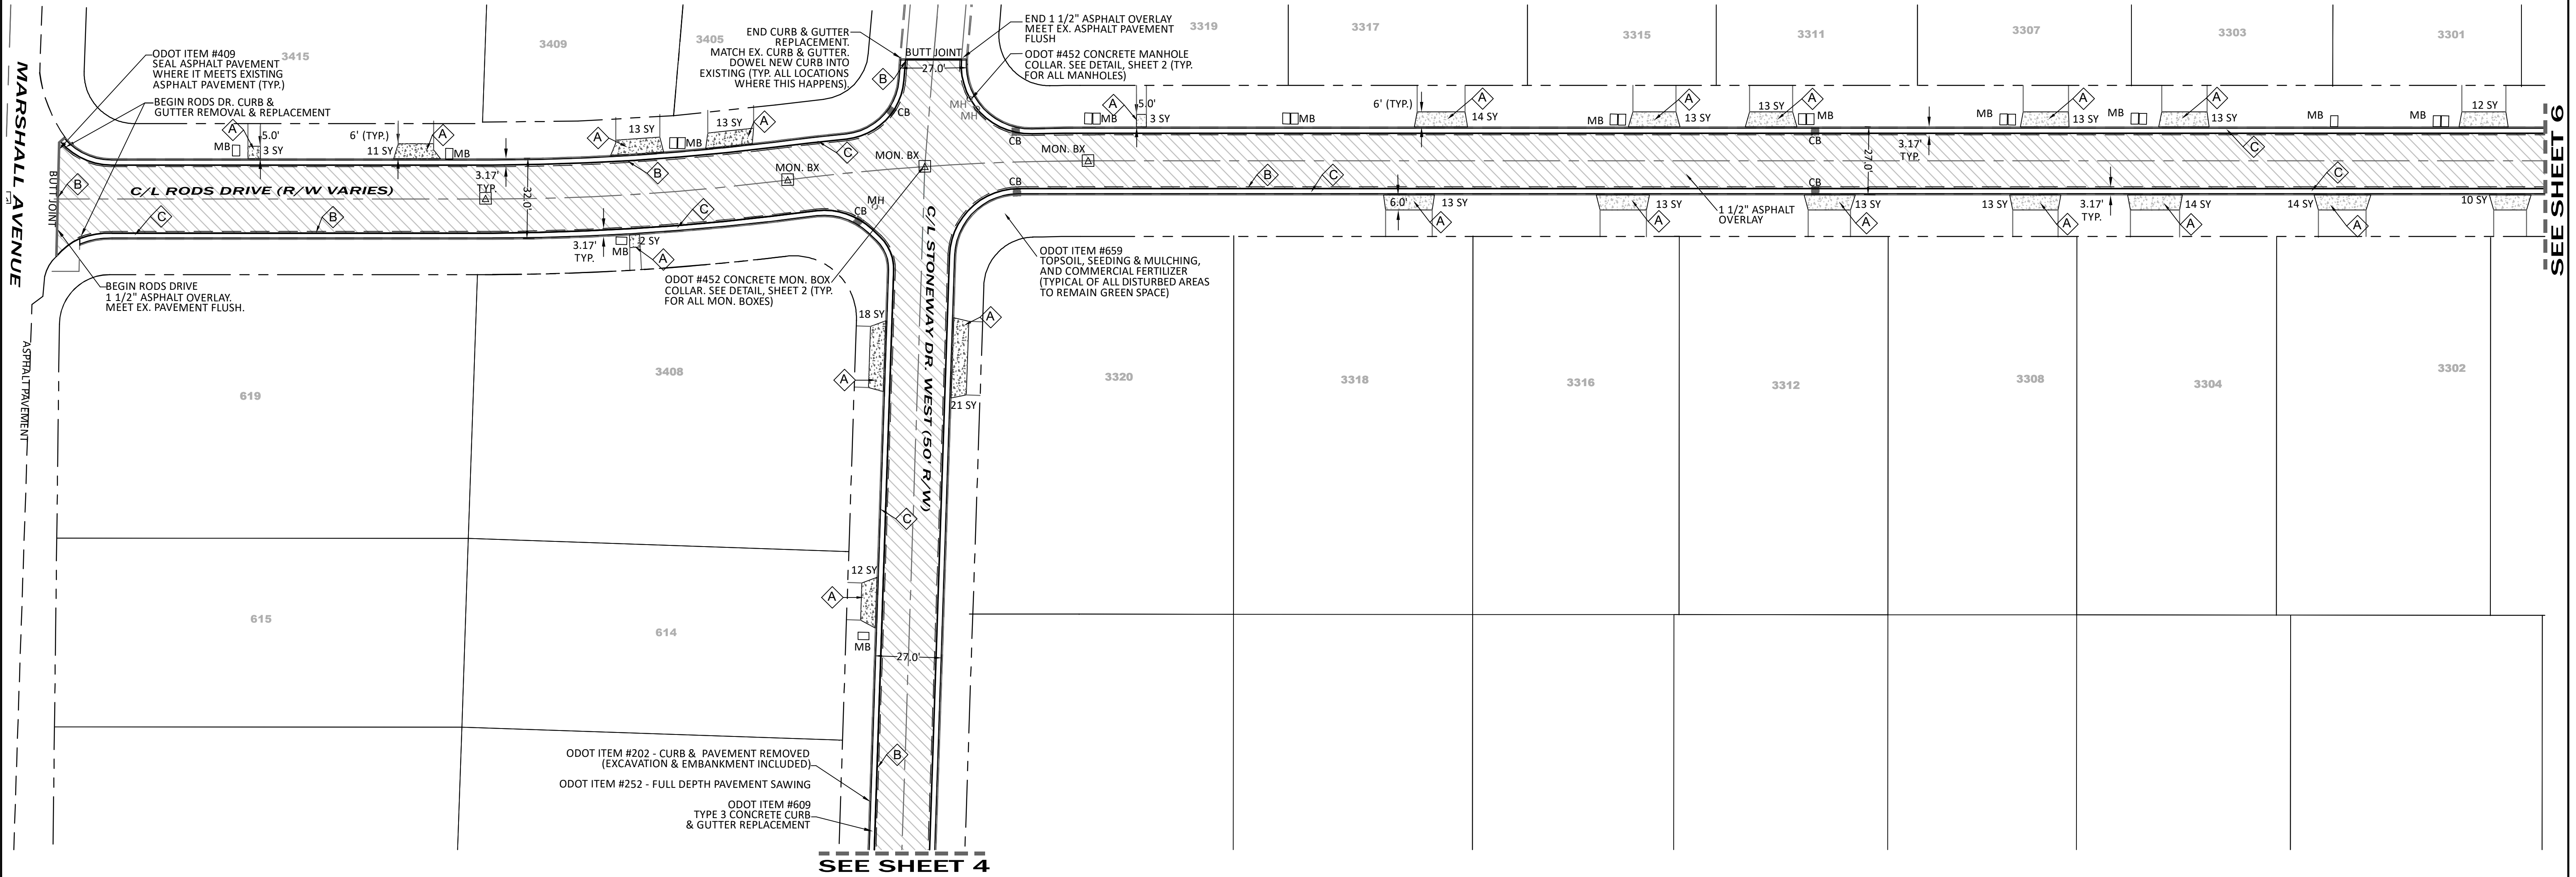 MARSHALL AVENUE
ASPHALT PAVEMENT
ODOT ITEM #409
SEAL ASPHALT PAVEMENT
WHERE IT MEETS EXISTING
ASPHALT PAVEMENT (TYP.)
BEGIN RODS DR. CURB &
GUTTER REMOVAL & REPLACEMENT
3415
3409
3405
END CURB & GUTTER
REPLACEMENT.
MATCH EX. CURB & GUTTER.
DOWEL NEW CURB INTO
EXISTING (TYP. ALL LOCATIONS
WHERE THIS HAPPENS).
BUTT JOINT
27.0'
B
END 1 1/2" ASPHALT OVERLAY
MEET EX. ASPHALT PAVEMENT
FLUSH
ODOT #452 CONCRETE MANHOLE
COLLAR. SEE DETAIL, SHEET 2 (TYP.
FOR ALL MANHOLES)
3319
3317
3315
3311
3307
3303
3301
A
MB
5.0'
3 SY
6' (TYP.)
11 SY
A
MB
A
13 SY
MB
13 SY
A
CB
MH
MH
CB
MB
A
5.0'
3 SY
MB
6' (TYP.)
A
14 SY
MB
A
13 SY
13 SY
A
MB
CB
27.0'
3.17'
TYP.
MB
A
13 SY
MB
A
13 SY
C
MB
MB
12 SY
BUTT JOINT
B
C/L RODS DRIVE (R/W VARIES)
3.17'
TYP.
32.0'
B
C
MON. BX
MON. BX
MON. BX
C
B
C
MH
CB
CB
B
C
CB
C
3.17'
TYP.
MB
2 SY
A
6.0'
13 SY
A
13 SY
A
1 1/2" ASPHALT
OVERLAY
13 SY
A
13 SY
A
3.17'
TYP.
14 SY
A
14 SY
A
10 SY
SEE SHEET 6
BEGIN RODS DRIVE
1 1/2" ASPHALT OVERLAY.
MEET EX. PAVEMENT FLUSH.
ODOT #452 CONCRETE MON. BOX
COLLAR. SEE DETAIL, SHEET 2 (TYP.
FOR ALL MON. BOXES)
ODOT ITEM #659
TOPSOIL, SEEDING & MULCHING,
AND COMMERCIAL FERTILIZER
(TYPICAL OF ALL DISTURBED AREAS
TO REMAIN GREEN SPACE)
C/L STONEWAY DR. WEST (50' R/W)
18 SY
A
A
21 SY
619
3408
3320
3318
3316
3312
3308
3304
3302
C
12 SY
A
MB
615
614
27.0'
B
ODOT ITEM #202 - CURB & PAVEMENT REMOVED
(EXCAVATION & EMBANKMENT INCLUDED)
ODOT ITEM #252 - FULL DEPTH PAVEMENT SAWING
ODOT ITEM #609
TYPE 3 CONCRETE CURB
& GUTTER REPLACEMENT
SEE SHEET 4